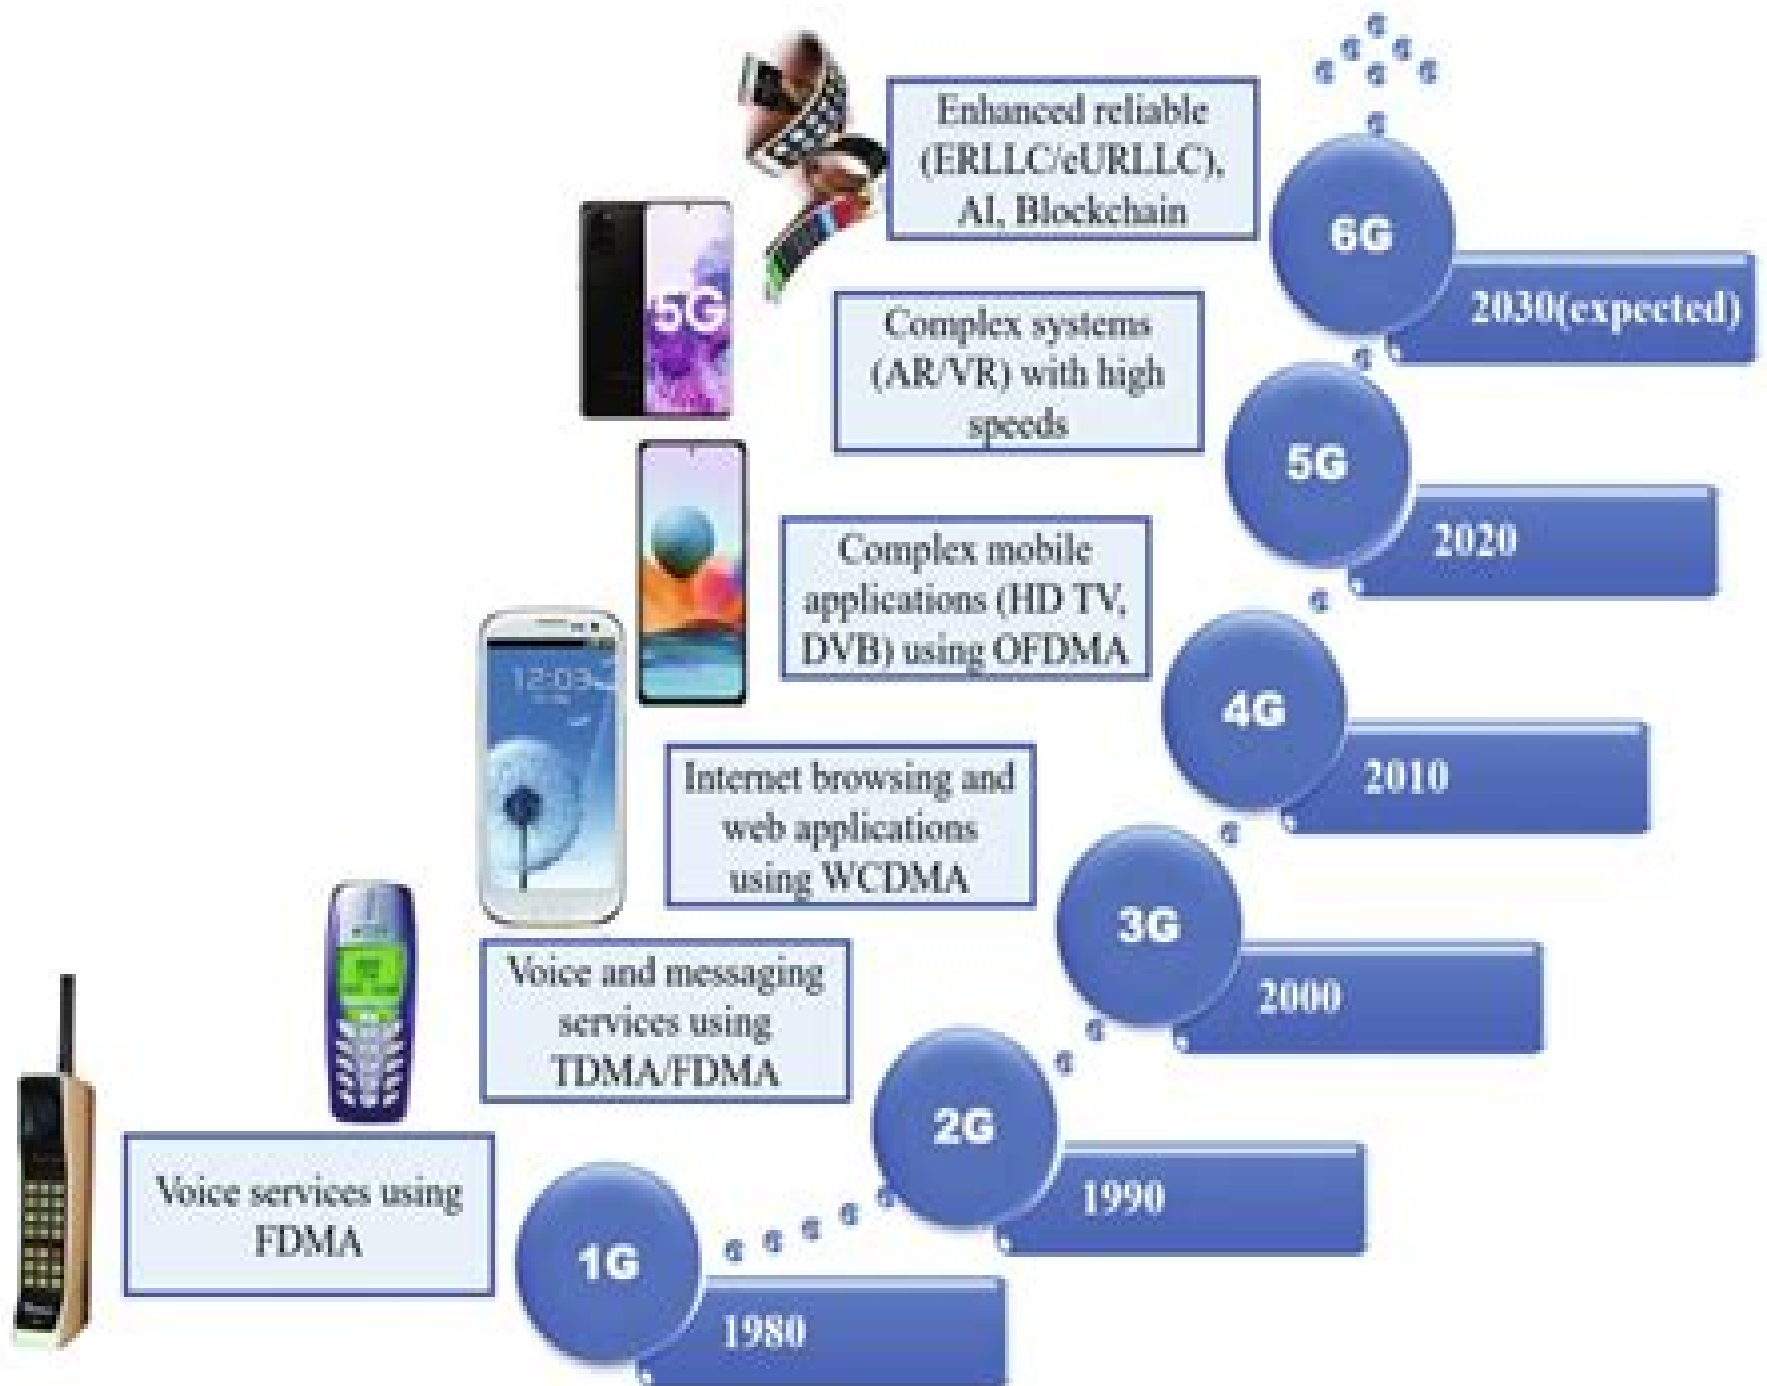 Enhanced reliable
(ERLLC/eURLLC),
AI, Blockchain
6G
2030(expected)
5G
Complex systems
(AR/VR) with high
speeds
5G
2020
Complex mobile
applications (HD TV,
DVB) using OFDMA
12:03
4G
2010
Internet browsing and
web applications
using WCDMA
3G
2000
Voice and messaging
services using
TDMA/FDMA
2G
1990
Voice services using
FDMA
1G
1980